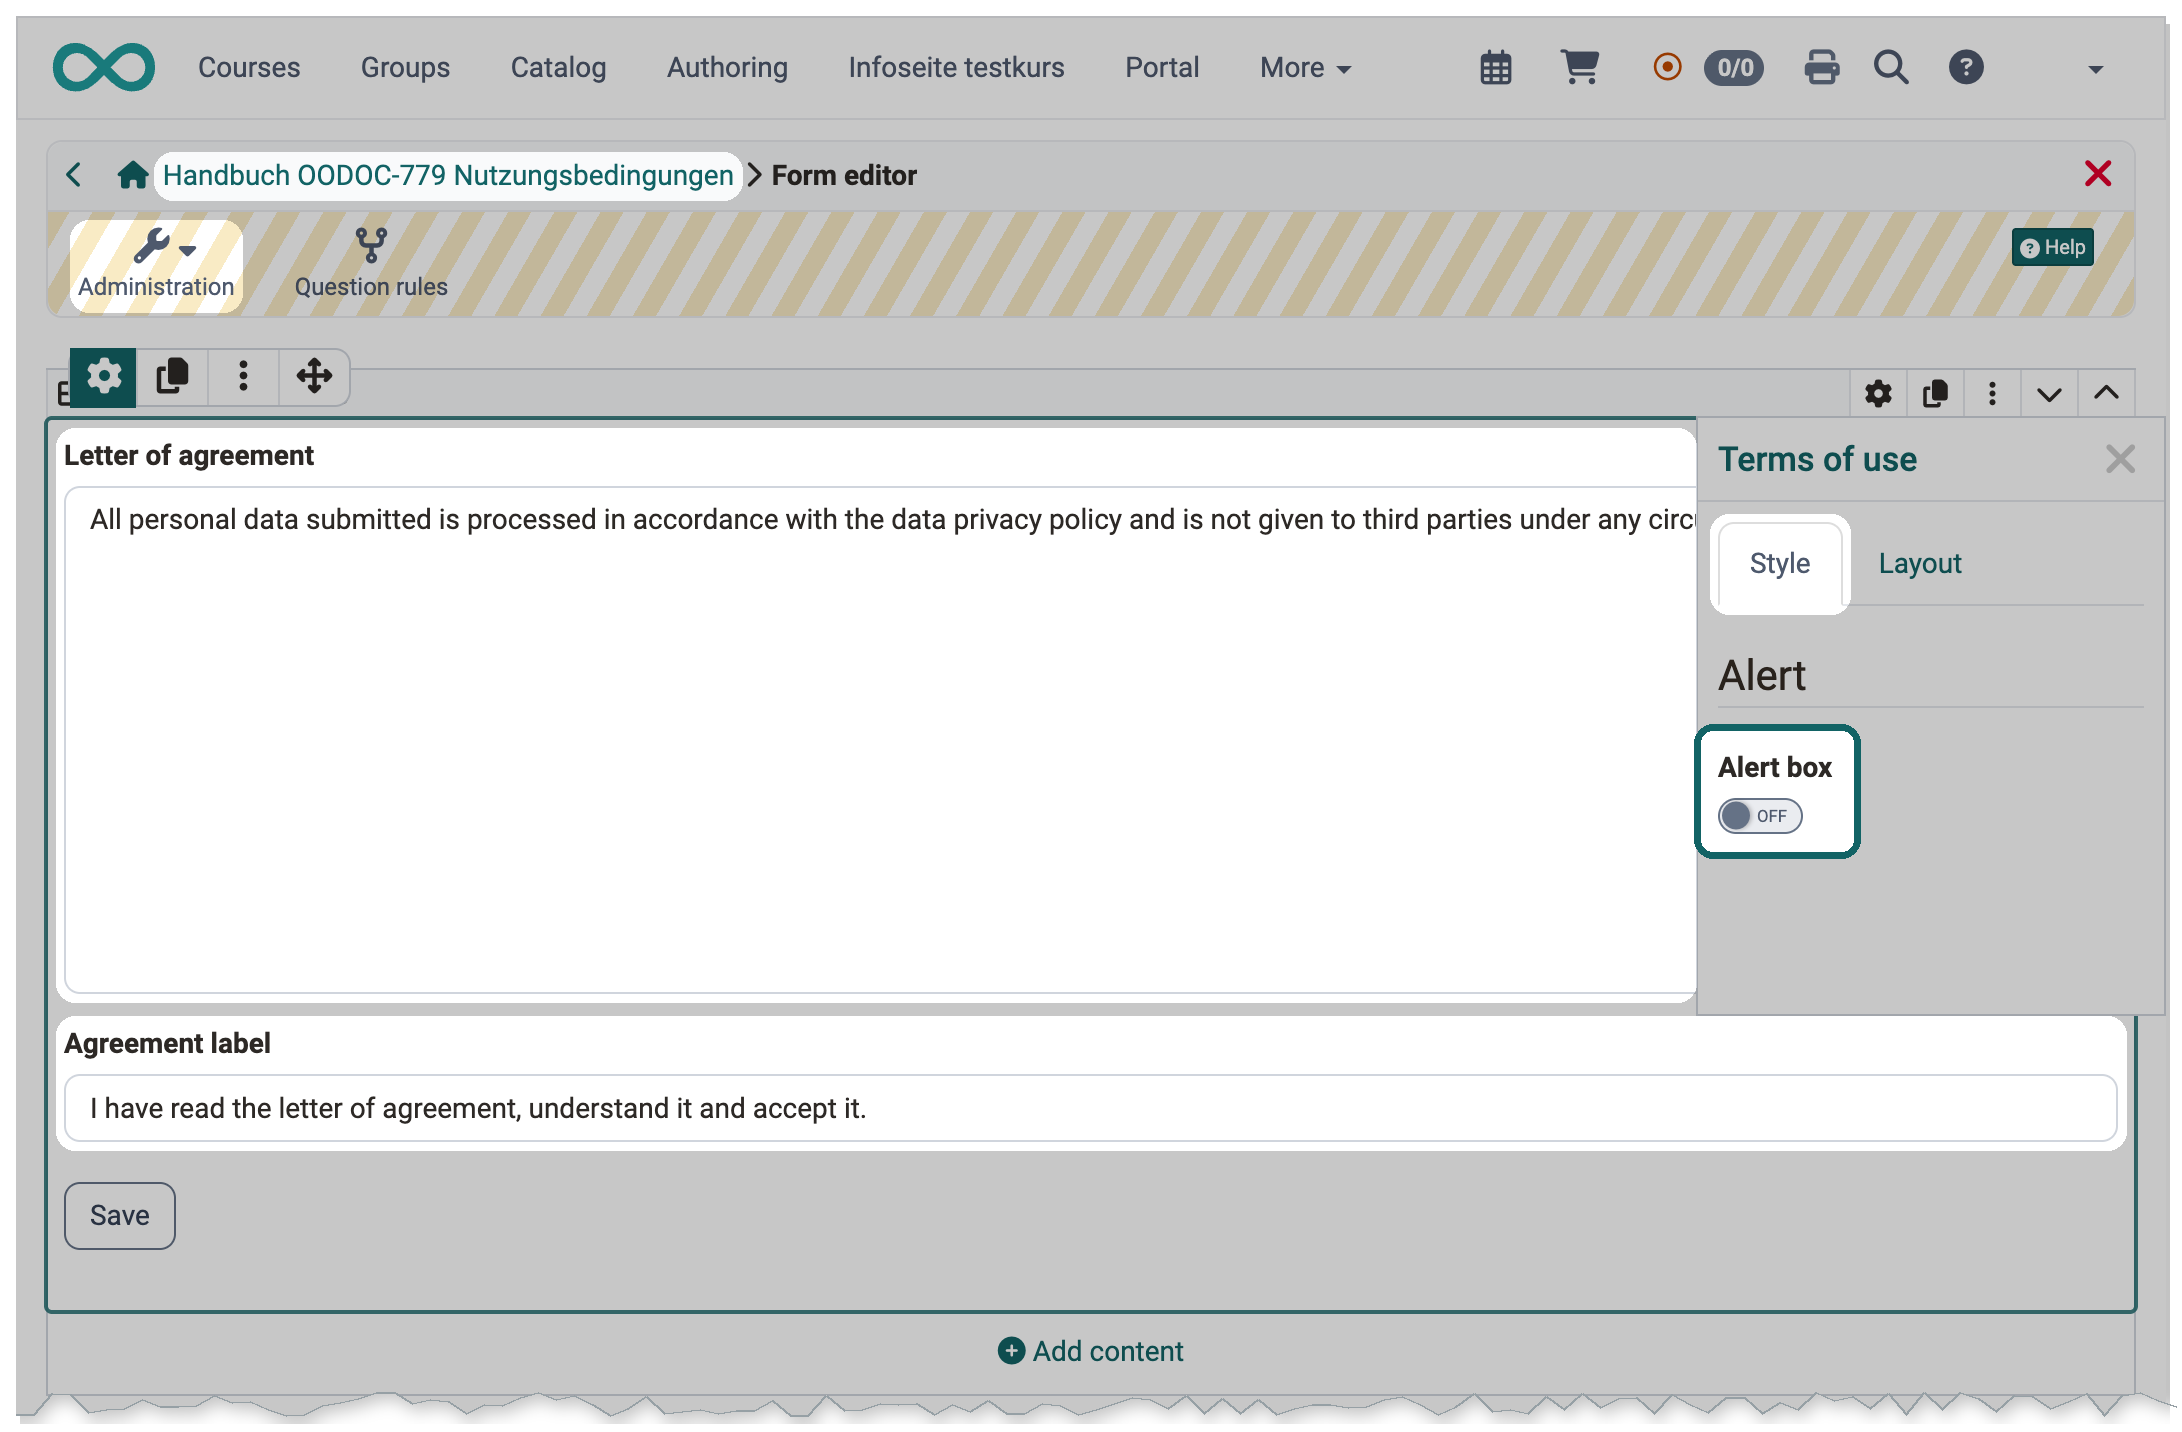 Courses Groups Catalog Authoring Infoseite testkurs Portal More 0/0 ?
Handbuch OODOC-779 Nutzungsbedingungen > Form editor
Administration Question rules ? Help
Letter of agreement
All personal data submitted is processed in accordance with the data privacy policy and is not given to third parties under any
Terms of use
Style Layout
Alert
Alert box
OFF
Agreement label
I have read the letter of agreement, understand it and accept it.
Save
Add content